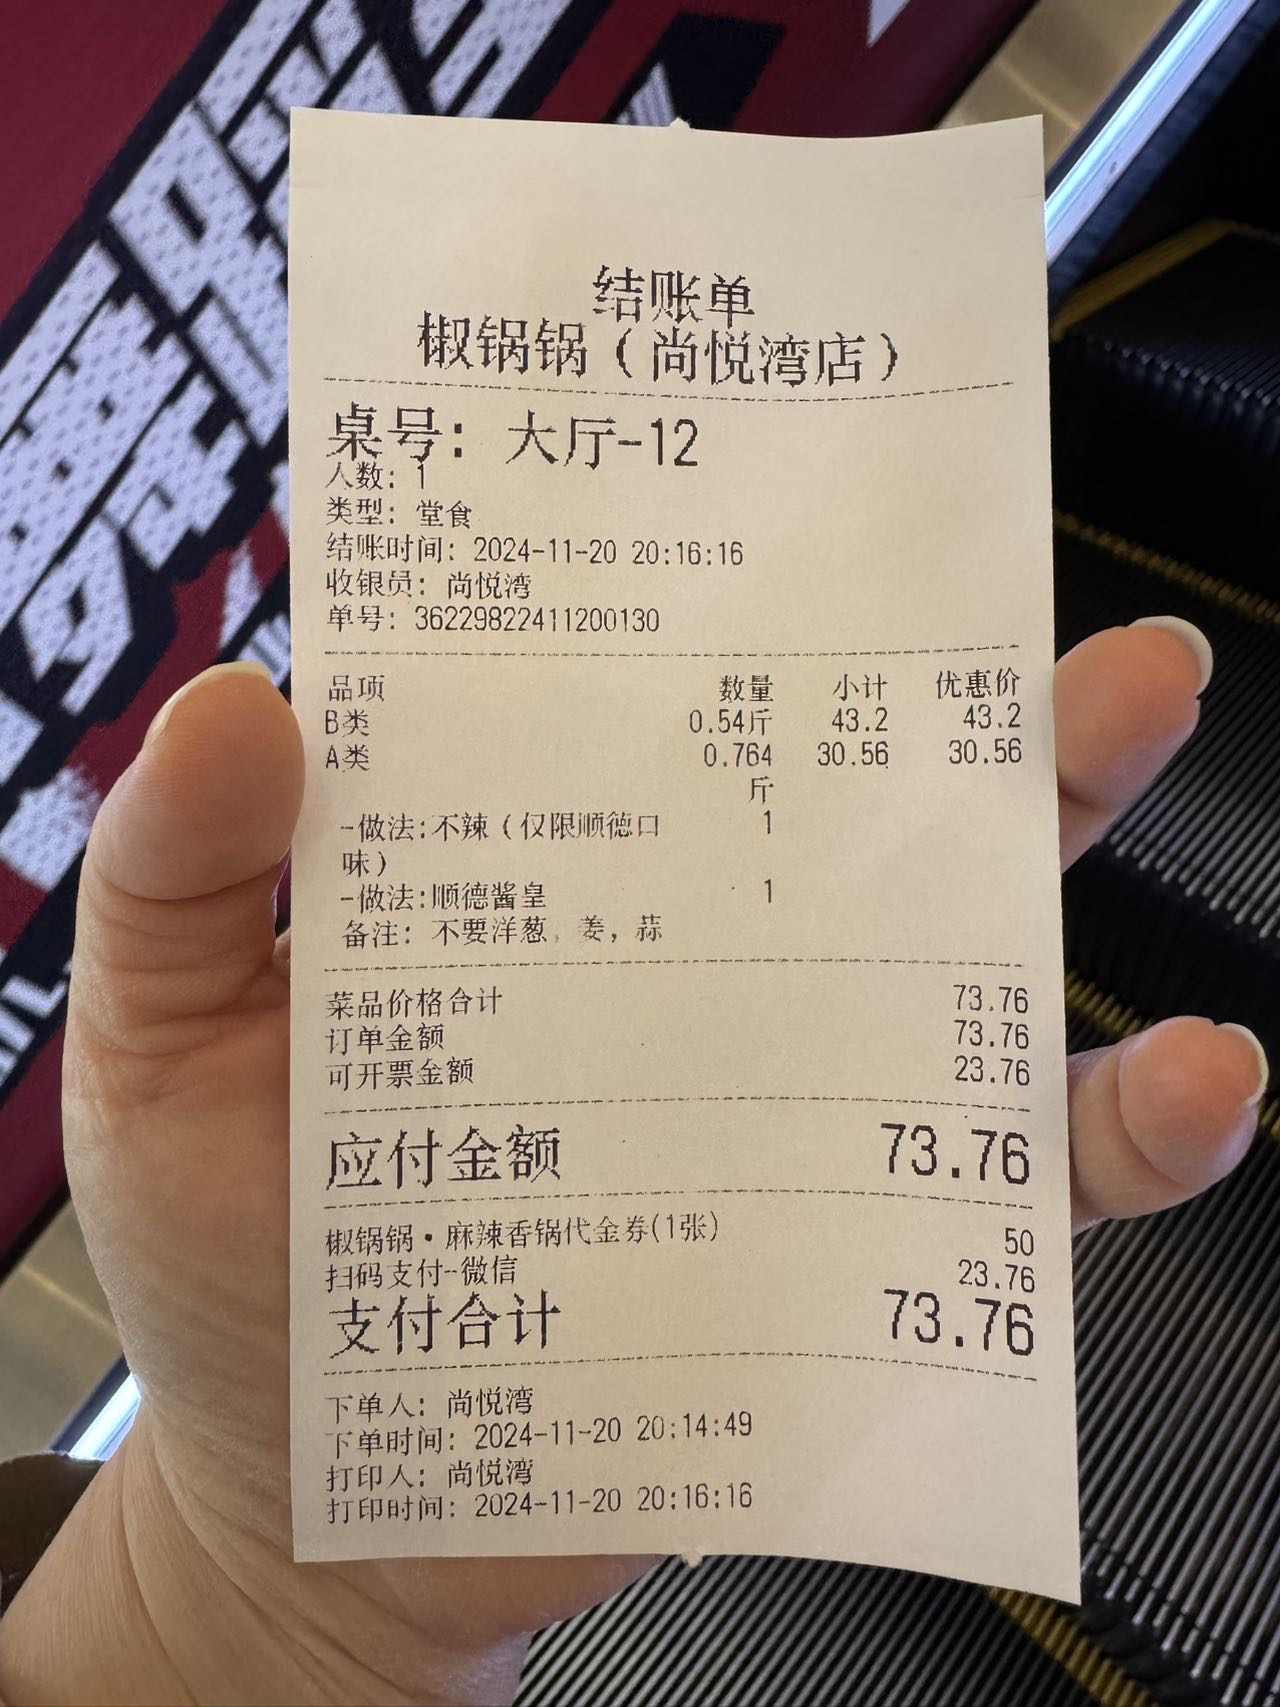 结账单
椒锅锅（尚悦湾店）
桌号：大厅-12
人数：1
类型：堂食
结账时间：2024-11-20 20:16:16
收银员：尚悦湾
单号：36229822411200130
品项 数量 小计 优惠价
B类 0.54斤 43.2 43.2
A类 0.764 30.56 30.56
斤
-做法:不辣（仅限顺德口 1
味）
-做法:顺德酱皇 1
备注：不要洋葱，姜，蒜
菜品价格合计 73.76
订单金额 73.76
可开票金额 23.76
应付金额 73.76
椒锅锅·麻辣香锅代金券(1张) 50
扫码支付-微信 23.76
支付合计 73.76
下单人：尚悦湾
下单时间：2024-11-20 20:14:49
打印人：尚悦湾
打印时间：2024-11-20 20:16:16